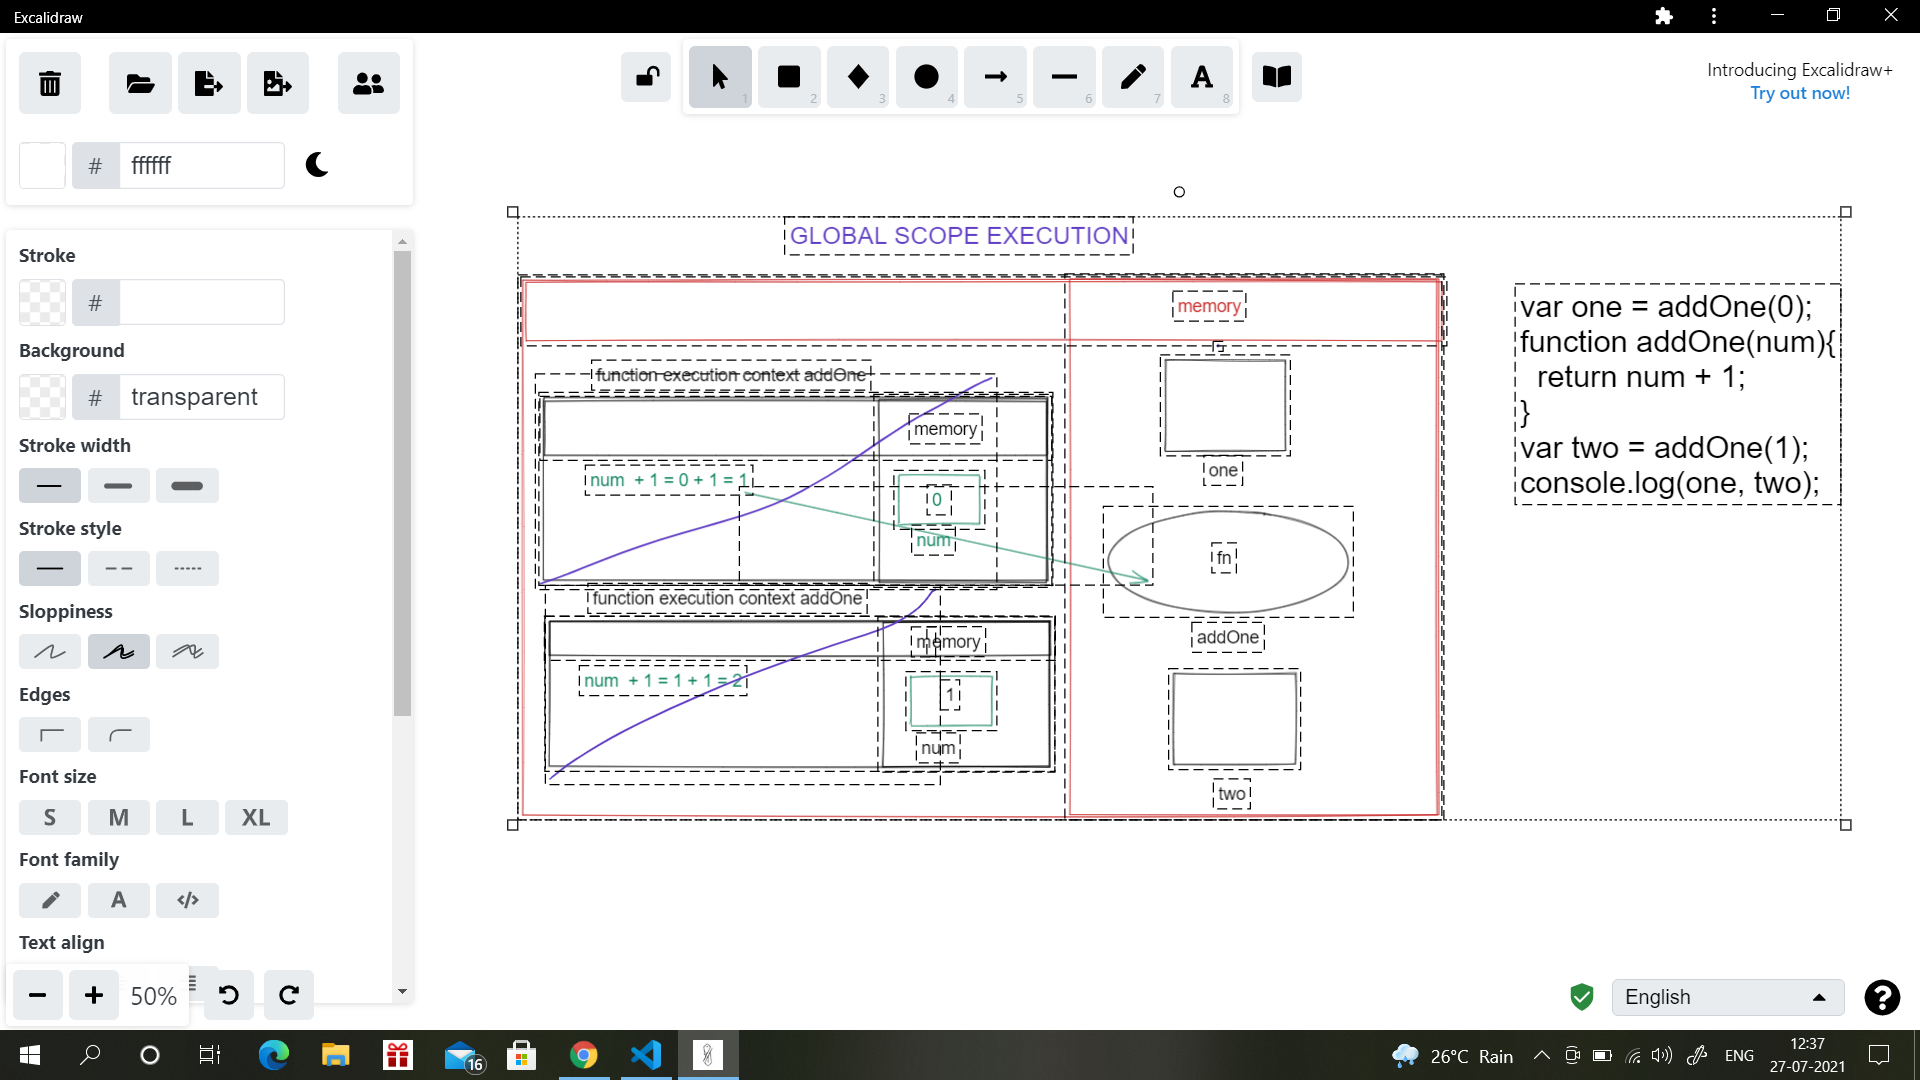 Excalidraw
1
2
3
4
5
6
7
A
8
Introducing Excalidraw+
Try out now!
# ffffff
Stroke
#
Background
# transparent
Stroke width
Stroke style
Sloppiness
Edges
Font size
S M L XL
Font family
A </>
Text align
50%
GLOBAL SCOPE EXECUTION
memory
function execution context addOne
memory
num + 1 = 0 + 1 = 1
0
num
one
fn
addOne
function execution context addOne
memory
num + 1 = 1 + 1 = 2
1
num
two
var one = addOne(0);
function addOne(num){
return num + 1;
}
var two = addOne(1);
console.log(one, two);
English
?
16
26°C Rain
ENG
12:37
27-07-2021